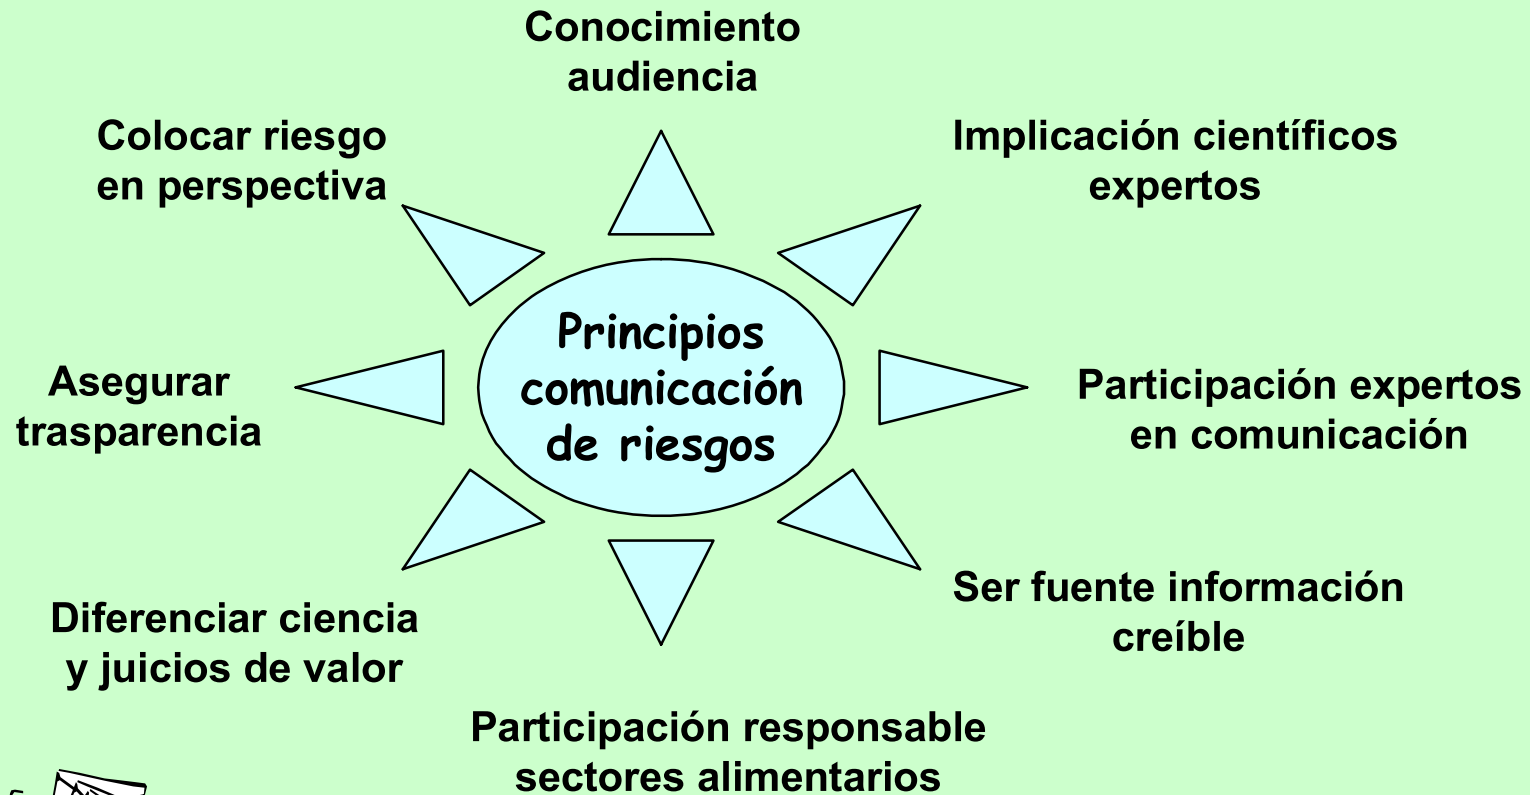 Conocimiento
audiencia
Colocar riesgo
en perspectiva
Implicación científicos
expertos
Principios
comunicación
de riesgos
Asegurar
trasparencia
Participación expertos
en comunicación
Diferenciar ciencia
y juicios de valor
Ser fuente información
creíble
Participación responsable
sectores alimentarios